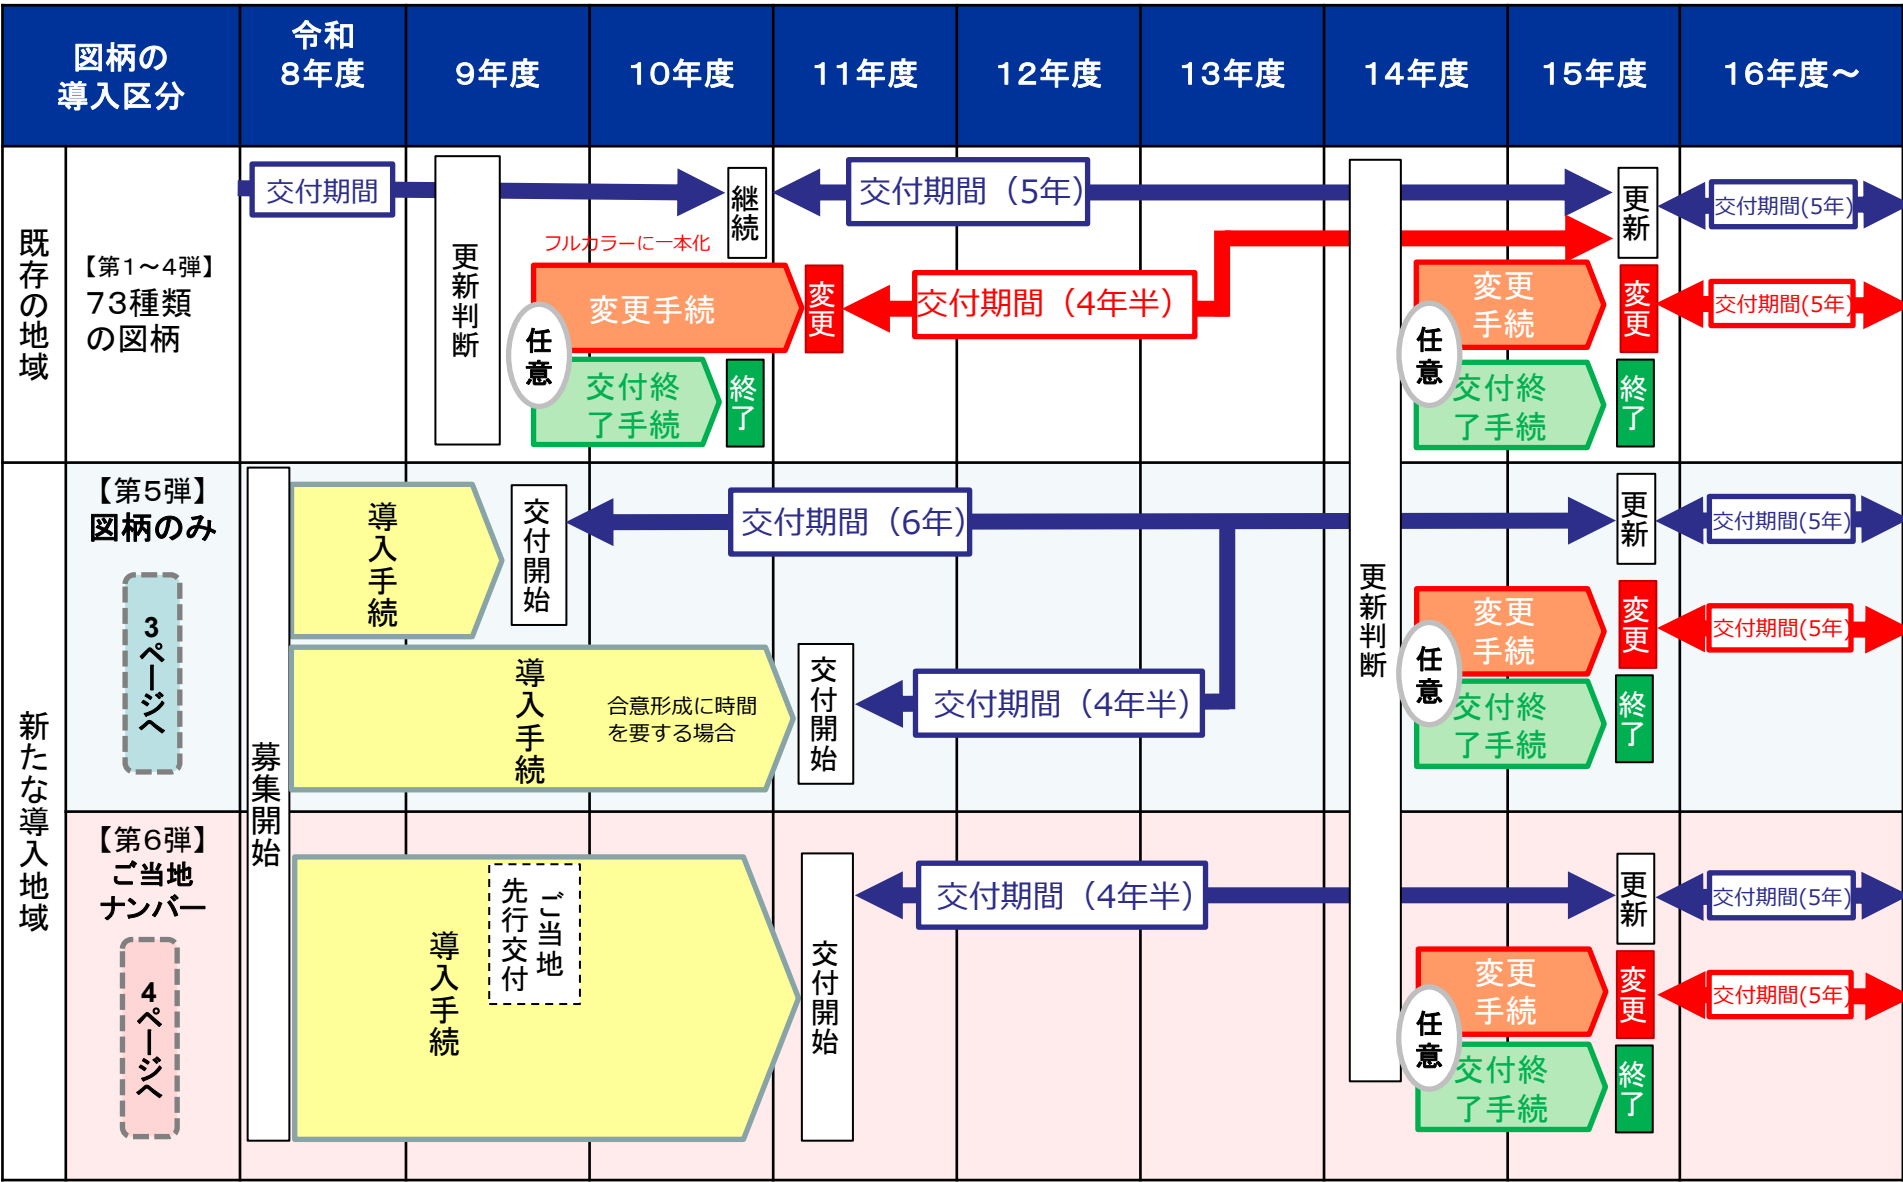 図柄の
導入区分
令和
8年度
9年度
10年度
11年度
12年度
13年度
14年度
15年度
16年度～
既存の地域
【第1～4弾】
73種類
の図柄
交付期間
更新判断
継続
交付期間（5年）
更新
交付期間(5年)
フルカラーに一本化
任意
変更手続
変更
交付期間（4年半）
交付終
了手続
終了
任意
変更
手続
変更
交付期間(5年)
交付終
了手続
終了
新たな導入地域
【第5弾】
図柄のみ
3ページへ
募集開始
導入手続
交付開始
交付期間（6年）
更新判断
更新
交付期間(5年)
導入手続
合意形成に時間
を要する場合
交付開始
交付期間（4年半）
任意
変更
手続
変更
交付期間(5年)
交付終
了手続
終了
【第6弾】
ご当地
ナンバー
4ページへ
導入手続
ご当地
先行交付
交付開始
交付期間（4年半）
更新
交付期間(5年)
任意
変更
手続
変更
交付期間(5年)
交付終
了手続
終了